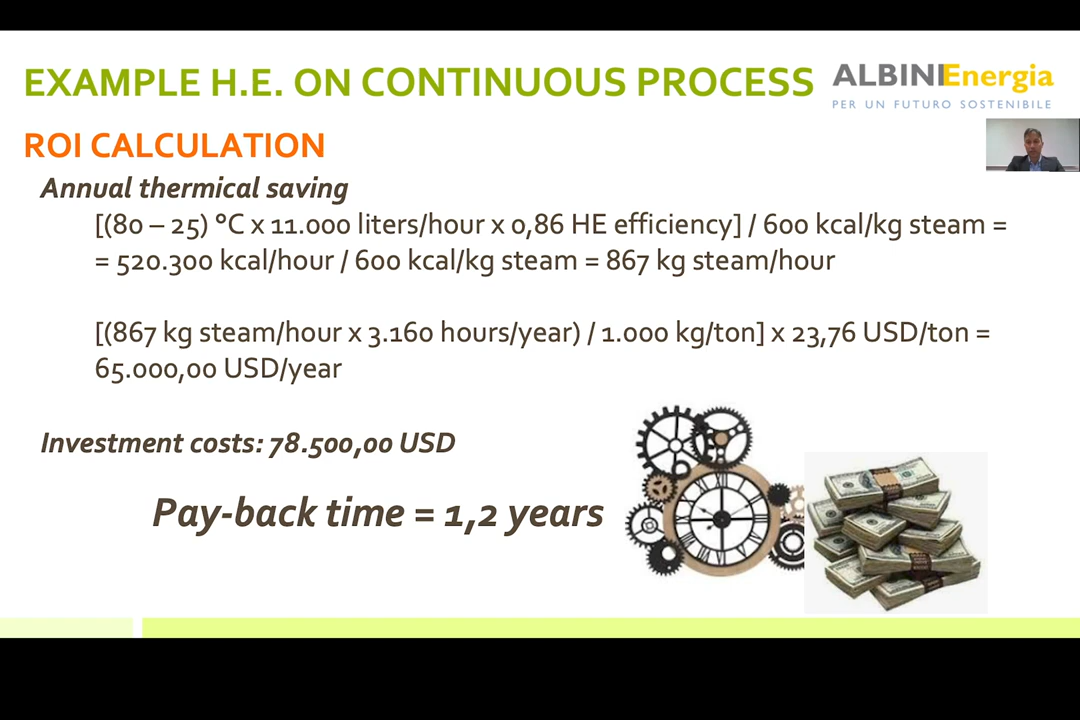 EXAMPLE H.E. ON CONTINUOUS PROCESS
ALBINIEnergia
PER UN FUTURO SOSTENIBILE
ROI CALCULATION
Annual thermical saving
[(80 – 25) °C x 11.000 liters/hour x 0,86 HE efficiency] / 600 kcal/kg steam =
= 520.300 kcal/hour / 600 kcal/kg steam = 867 kg steam/hour
[(867 kg steam/hour x 3.160 hours/year) / 1.000 kg/ton] x 23,76 USD/ton =
65.000,00 USD/year
Investment costs: 78.500,00 USD
Pay-back time = 1,2 years